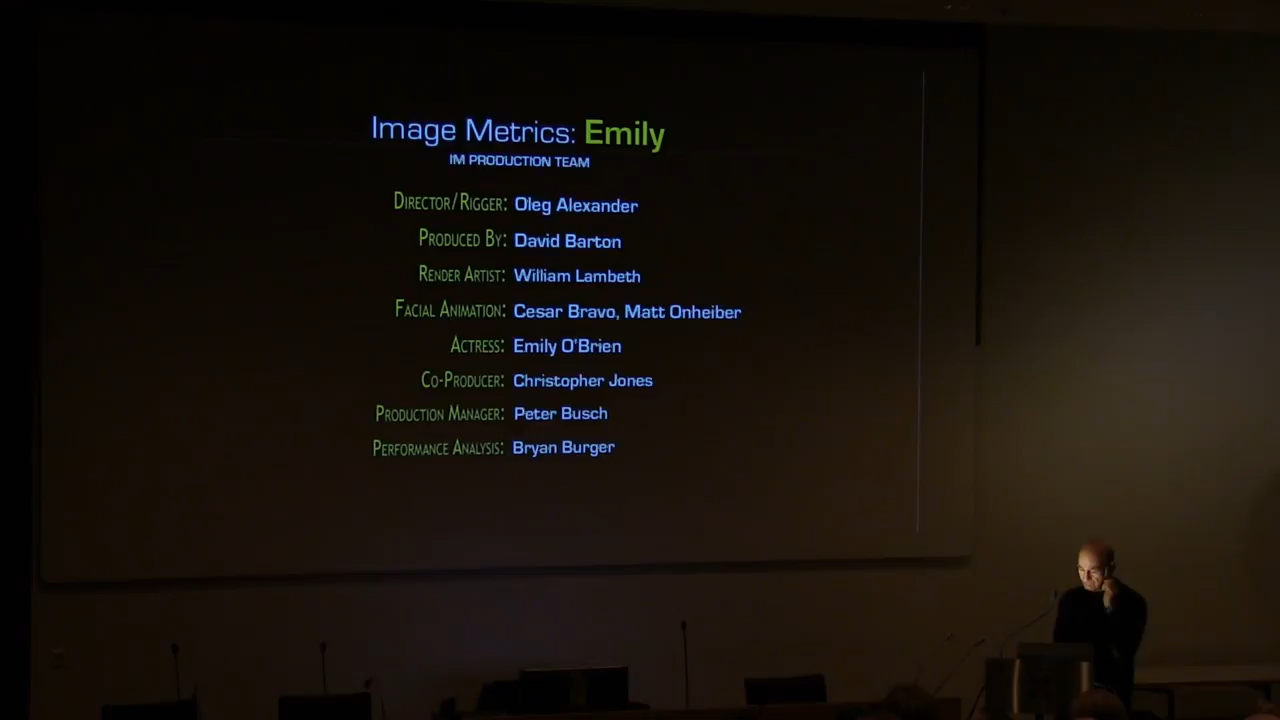 Image Metrics: Emily
IM PRODUCTION TEAM
DIRECTOR/RIGGER: Oleg Alexander
PRODUCED BY: David Barton
RENDER ARTIST: William Lambeth
FACIAL ANIMATION: Cesar Bravo, Matt Onheiber
ACTRESS: Emily O'Brien
CO-PRODUCER: Christopher Jones
PRODUCTION MANAGER: Peter Busch
PERFORMANCE ANALYSIS: Bryan Burger